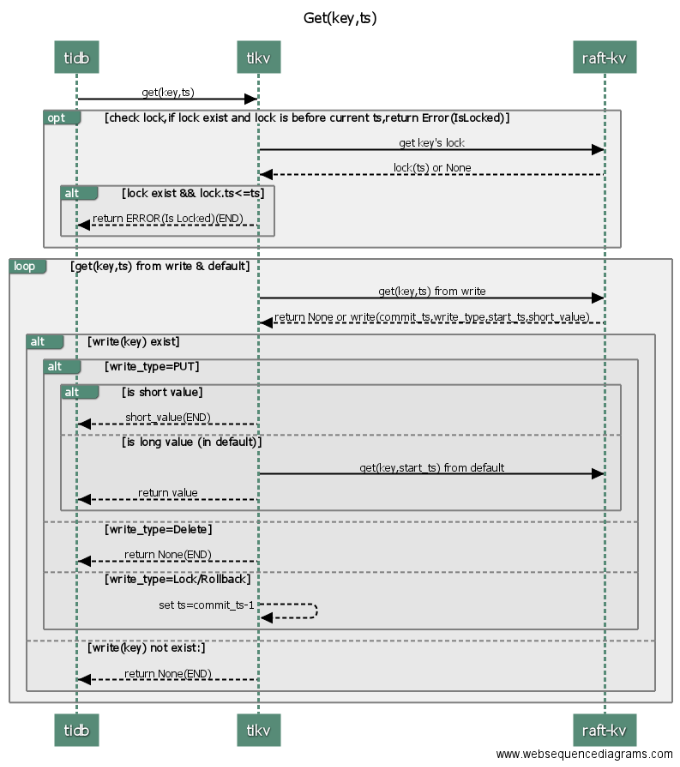 Get(key,ts)
tidb
tikv
raft-kv
get(key,ts)
opt
[check lock,if lock exist and lock is before current ts,return Error(IsLocked)]
get key's lock
lock(ts) or None
alt
[lock exist && lock.ts<=ts]
return ERROR(Is Locked)(END)
loop
[get(key,ts) from write & default]
get(key,ts) from write
return None or write(commit_ts,write_type,start_ts,short_value)
alt
[write(key) exist]
alt
[write_type=PUT]
alt
[is short value]
short_value(END)
[is long value (in default)]
get(key,start_ts) from default
return value
[write_type=Delete]
return None(END)
[write_type=Lock/Rollback]
set ts=commit_ts-1
[write(key) not exist:]
return None(END)
tidb
tikv
raft-kv
www.websequencediagrams.com